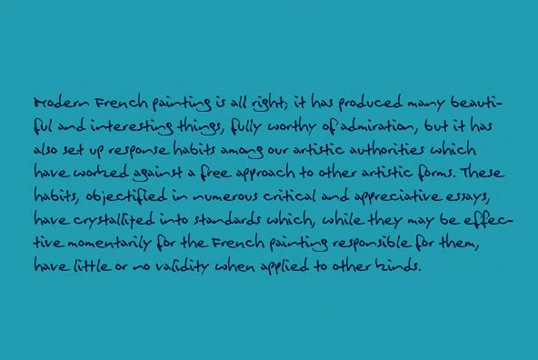 Modern French painting is all right; it has produced many beauti-
ful and interesting things, fully worthy of admiration, but it has
also set up response habits among our artistic authorities which
have worked against a free approach to other artistic forms. These
habits, objectified in numerous critical and appreciative essays,
have crystallized into standards which, while they may be effec-
tive momentarily for the French painting responsible for them,
have little or no validity when applied to other kinds.